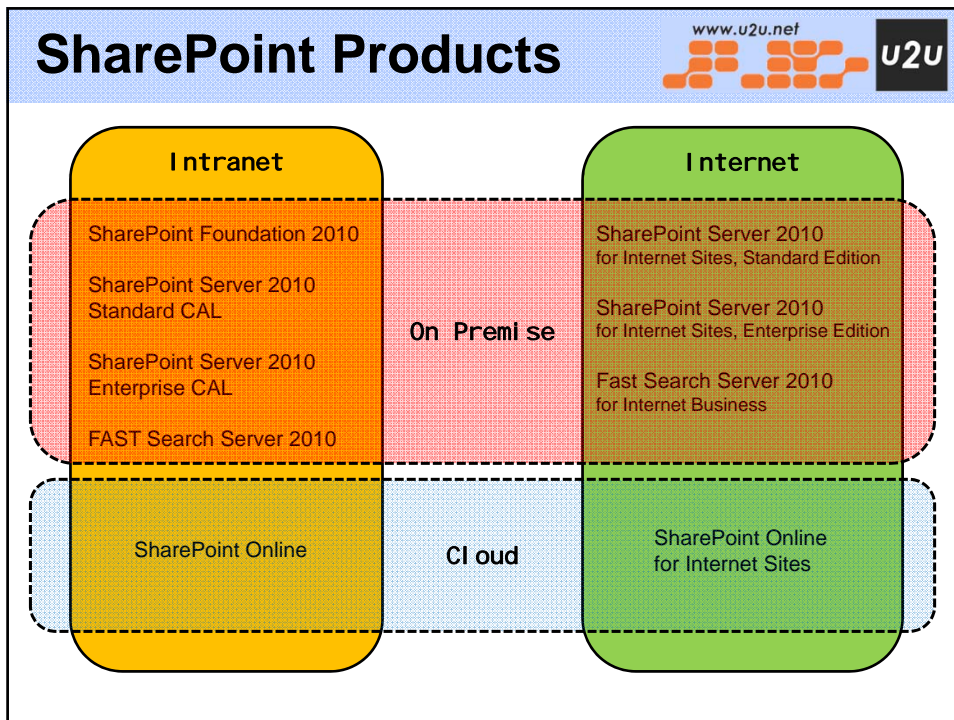 SharePoint Products
www.u2u.net
u2u
Intranet
Internet
SharePoint Foundation 2010
SharePoint Server 2010
Standard CAL
SharePoint Server 2010
Enterprise CAL
FAST Search Server 2010
On Premise
SharePoint Server 2010
for Internet Sites, Standard Edition
SharePoint Server 2010
for Internet Sites, Enterprise Edition
Fast Search Server 2010
for Internet Business
SharePoint Online
Cloud
SharePoint Online
for Internet Sites